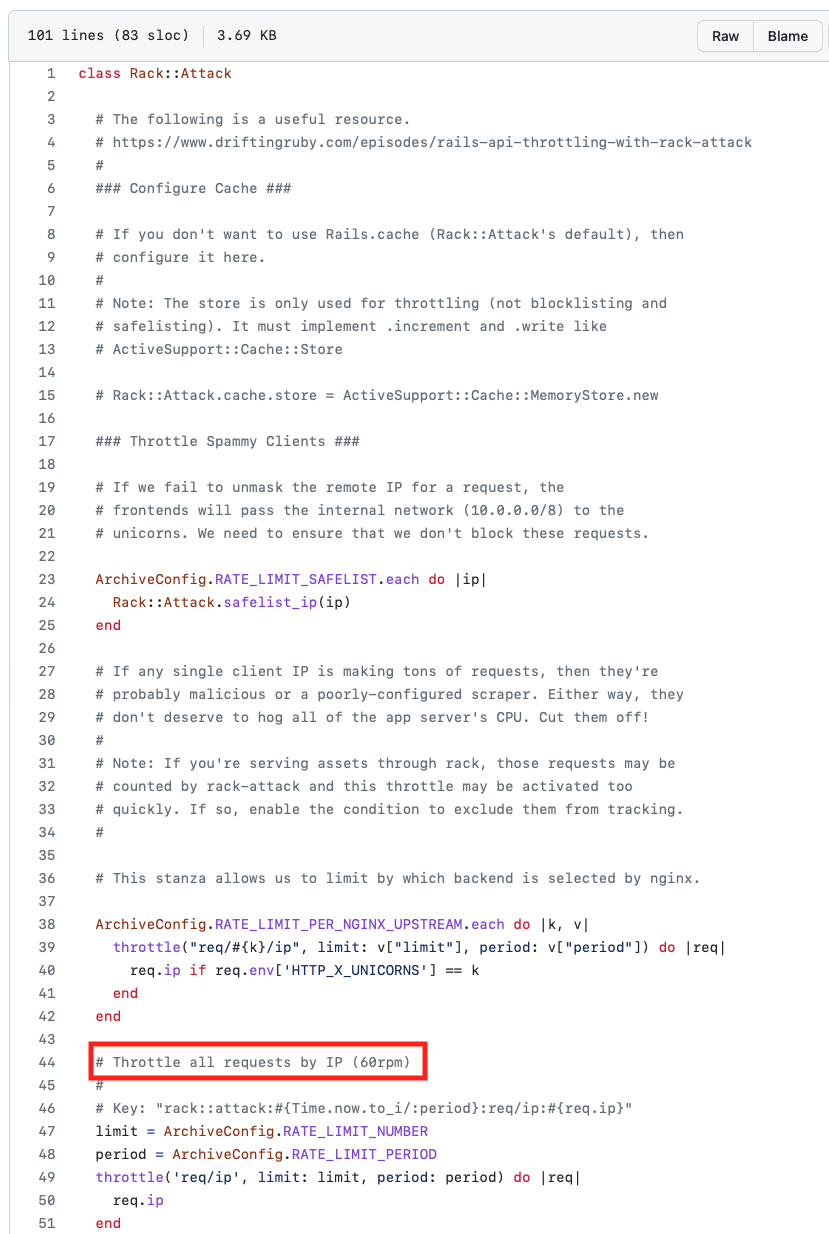 101 lines (83 sloc) 3.69 KB Raw Blame
1 class Rack::Attack
2
3 # The following is a useful resource.
4 # https://www.driftingruby.com/episodes/rails-api-throttling-with-rack-attack
5 #
6 ### Configure Cache ###
7
8 # If you don't want to use Rails.cache (Rack::Attack's default), then
9 # configure it here.
10 #
11 # Note: The store is only used for throttling (not blocklisting and
12 # safelisting). It must implement .increment and .write like
13 # ActiveSupport::Cache::Store
14
15 # Rack::Attack.cache.store = ActiveSupport::Cache::MemoryStore.new
16
17 ### Throttle Spammy Clients ###
18
19 # If we fail to unmask the remote IP for a request, the
20 # frontends will pass the internal network (10.0.0.0/8) to the
21 # unicorns. We need to ensure that we don't block these requests.
22
23 ArchiveConfig.RATE_LIMIT_SAFELIST.each do |ip|
24 Rack::Attack.safelist_ip(ip)
25 end
26
27 # If any single client IP is making tons of requests, then they're
28 # probably malicious or a poorly-configured scraper. Either way, they
29 # don't deserve to hog all of the app server's CPU. Cut them off!
30 #
31 # Note: If you're serving assets through rack, those requests may be
32 # counted by rack-attack and this throttle may be activated too
33 # quickly. If so, enable the condition to exclude them from tracking.
34 #
35
36 # This stanza allows us to limit by which backend is selected by nginx.
37
38 ArchiveConfig.RATE_LIMIT_PER_NGINX_UPSTREAM.each do |k, v|
39 throttle("req/#{k}/ip", limit: v["limit"], period: v["period"]) do |req|
40 req.ip if req.env['HTTP_X_UNICORNS'] == k
41 end
42 end
43
44 # Throttle all requests by IP (60rpm)
45 #
46 # Key: "rack::attack:#{Time.now.to_i/:period}:req/ip:#{req.ip}"
47 limit = ArchiveConfig.RATE_LIMIT_NUMBER
48 period = ArchiveConfig.RATE_LIMIT_PERIOD
49 throttle('req/ip', limit: limit, period: period) do |req|
50 req.ip
51 end